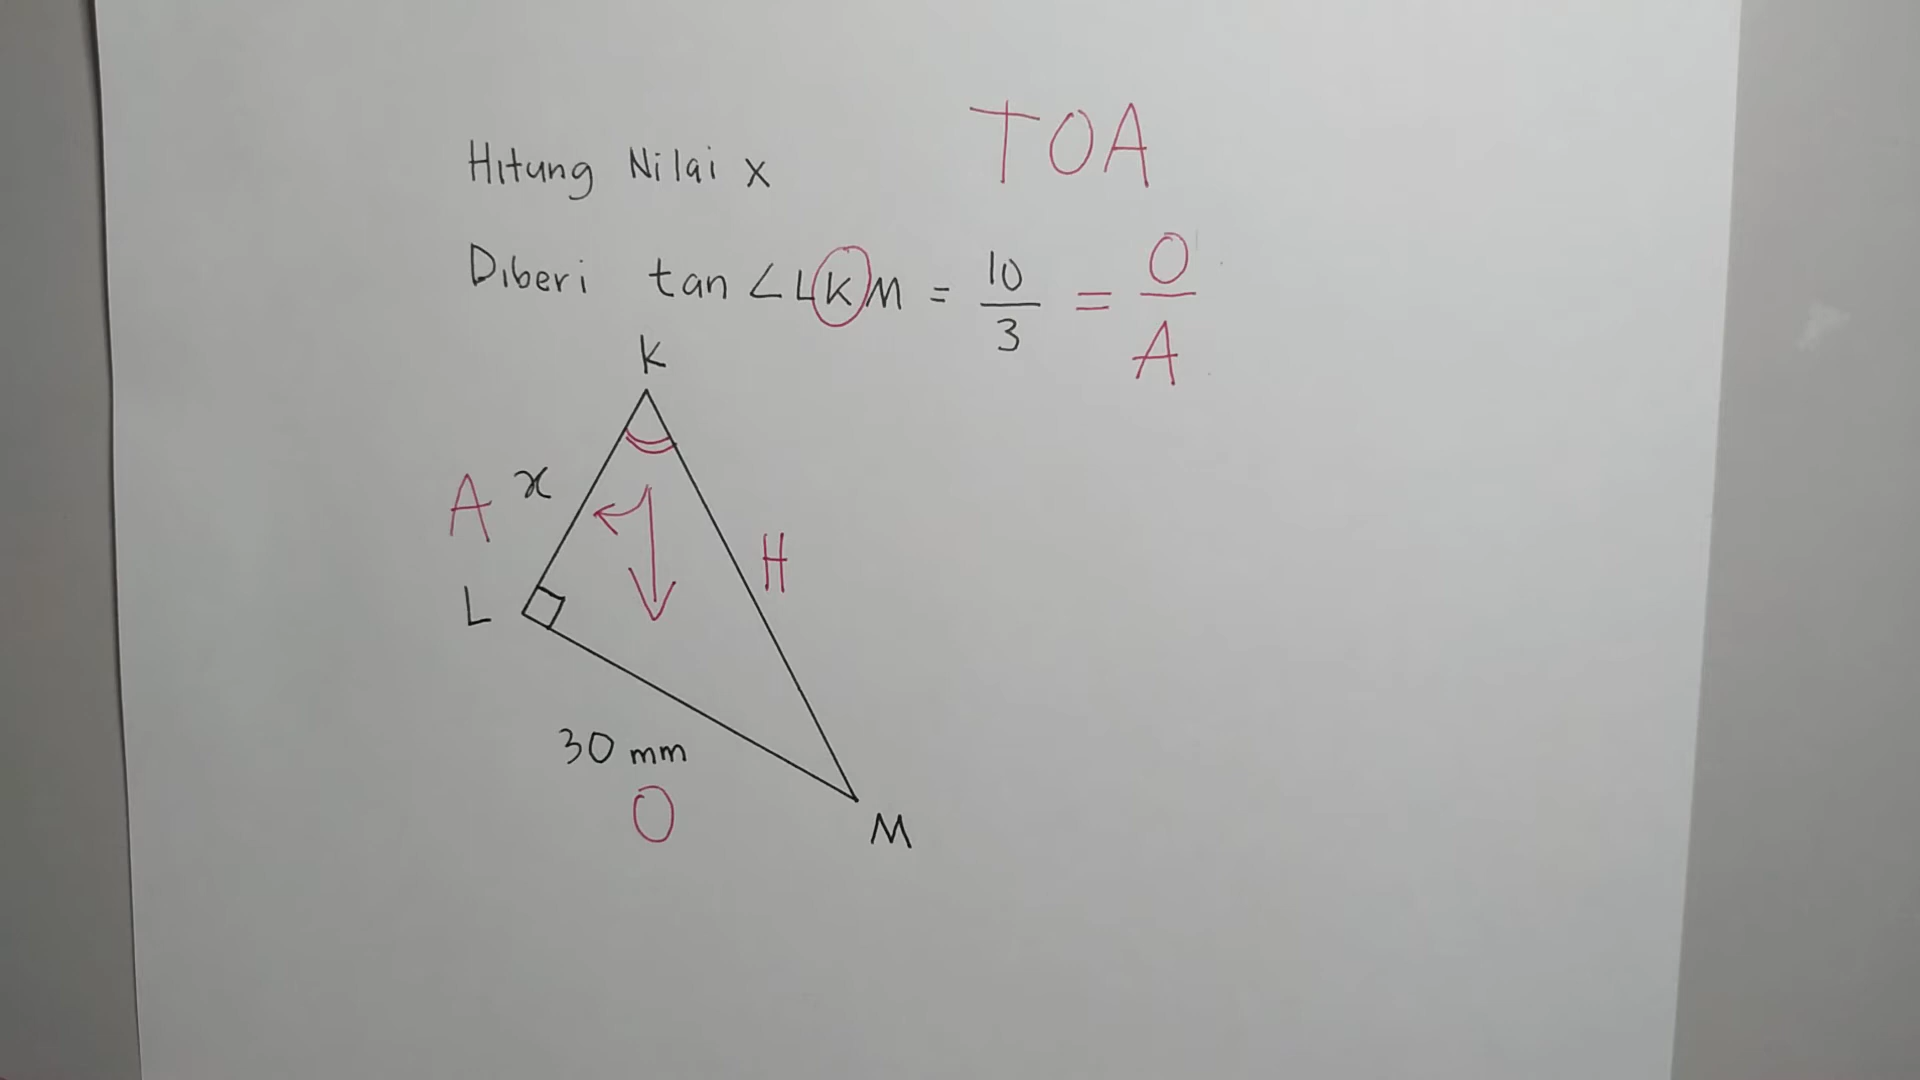 Hitung Nilai x
TOA
Diberi tan ∠LKM = 10/3 = O/A
K
A x
H
L
30 mm
O
M